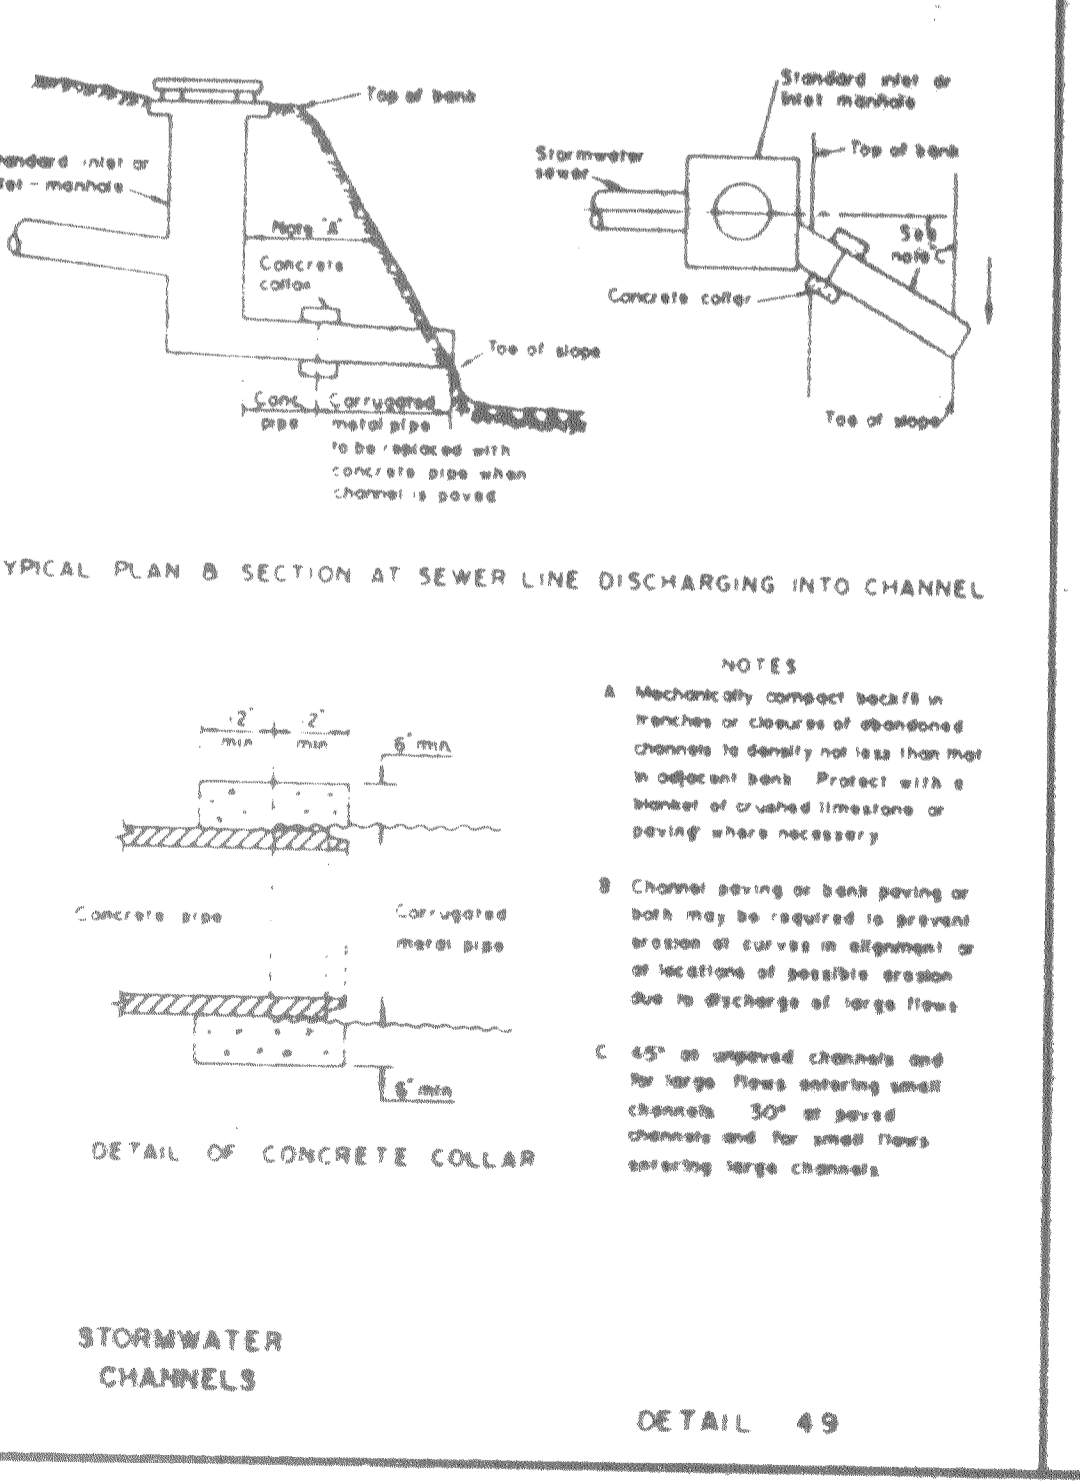 Top of bank
Standard inlet or
inlet manhole
Top of bank
Stormwater
sewer
andard inlet or
let - manhole
Note "A"
Concrete
collar
See
note "C"
Concrete collar
Toe of slope
Conc
pipe
Corrugated
metal pipe
to be replaced with
concrete pipe when
channel is paved
Toe of slope
YPICAL PLAN & SECTION AT SEWER LINE DISCHARGING INTO CHANNEL
2"
min
2"
min
6" min
Concrete pipe
Corrugated
metal pipe
6" min
DETAIL OF CONCRETE COLLAR
NOTES
A Mechanically compact backfill in
trenches or closures of abandoned
channels to density not less than that
in adjacent bank Protect with a
blanket of crushed limestone or
paving where necessary
B Channel paving or bank paving or
both may be required to prevent
erosion at curves in alignment or
at locations of possible erosion
due to discharge of large flows
C 45° at unpaved channels and
for large flows entering small
channels 30° at paved
channels and for small flows
entering large channels
STORMWATER
CHANNELS
DETAIL 49